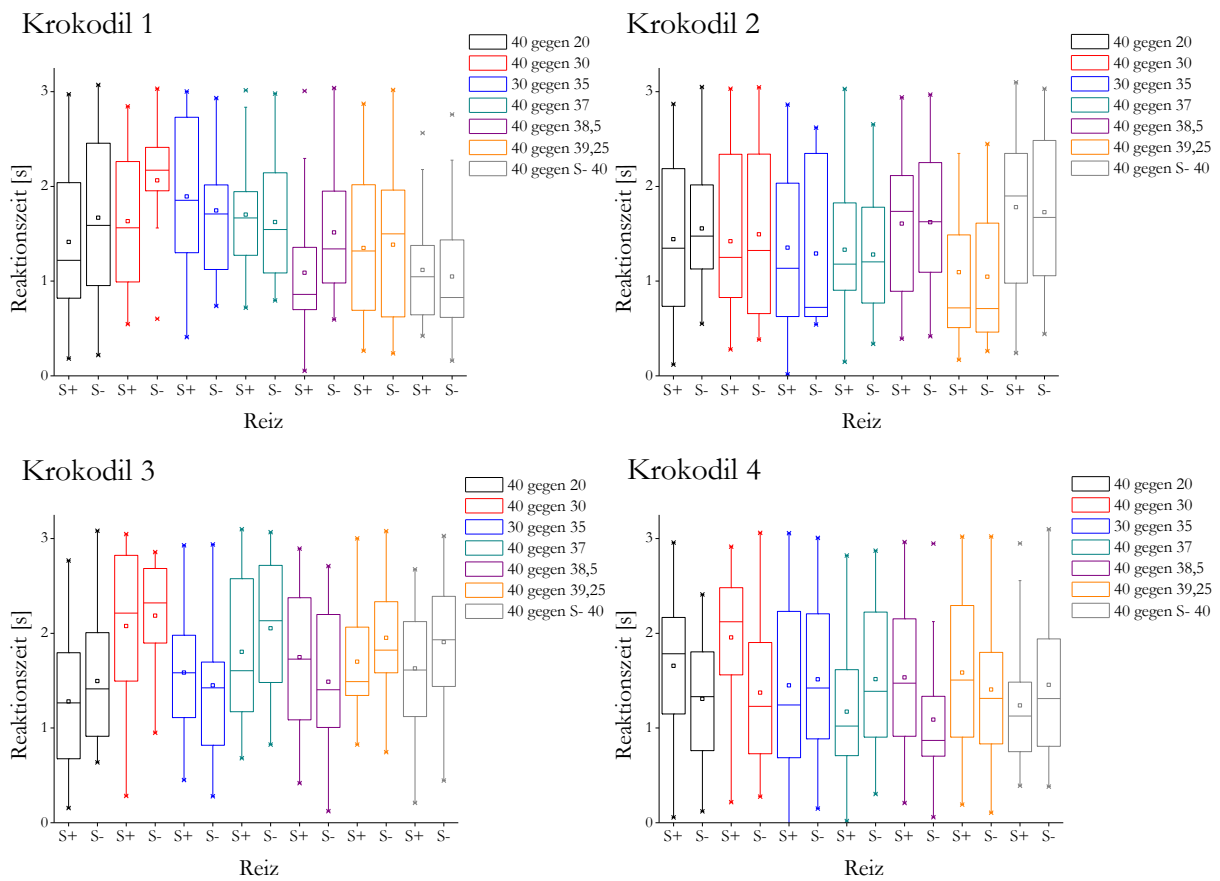 Krokodil 1
40 gegen 20
40 gegen 30
30 gegen 35
40 gegen 37
40 gegen 38,5
40 gegen 39,25
40 gegen S- 40
Reaktionszeit [s]
3
2
1
0
S+ S- S+ S- S+ S- S+ S- S+ S- S+ S- S+ S-
Reiz
Krokodil 2
40 gegen 20
40 gegen 30
30 gegen 35
40 gegen 37
40 gegen 38,5
40 gegen 39,25
40 gegen S- 40
Reaktionszeit [s]
3
2
1
0
S+ S- S+ S- S+ S- S+ S- S+ S- S+ S- S+ S-
Reiz
Krokodil 3
40 gegen 20
40 gegen 30
30 gegen 35
40 gegen 37
40 gegen 38,5
40 gegen 39,25
40 gegen S- 40
Reaktionszeit [s]
3
2
1
0
S+ S- S+ S- S+ S- S+ S- S+ S- S+ S- S+ S-
Reiz
Krokodil 4
40 gegen 20
40 gegen 30
30 gegen 35
40 gegen 37
40 gegen 38,5
40 gegen 39,25
40 gegen S- 40
Reaktionszeit [s]
3
2
1
0
S+ S- S+ S- S+ S- S+ S- S+ S- S+ S- S+ S-
Reiz